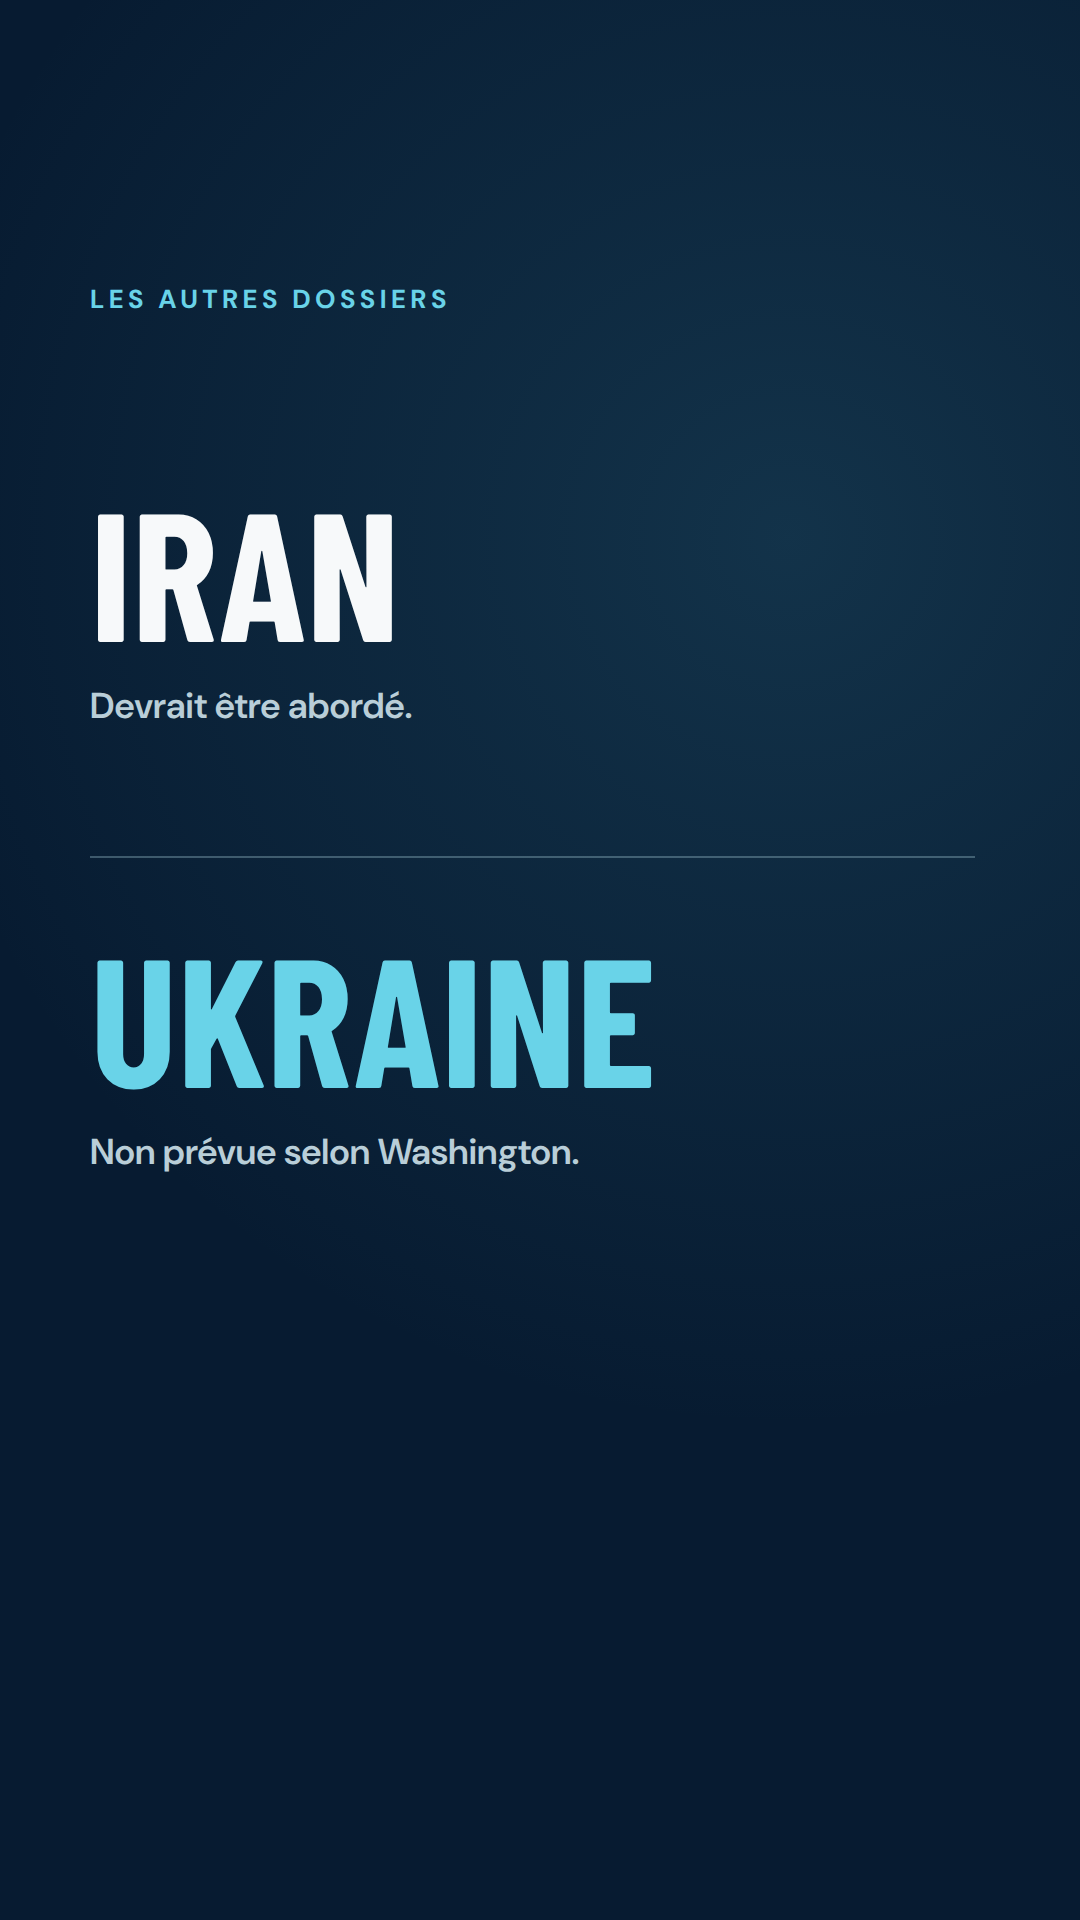 LES AUTRES DOSSIERS
IRAN
Devrait être abordé.
UKRAINE
Non prévue selon Washington.